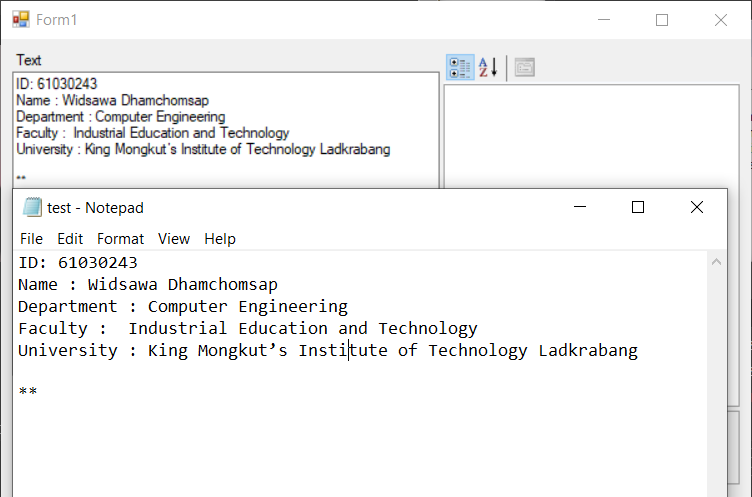 Form1
Text
ID: 61030243
Name : Widsawa Dhamchomsap
Department : Computer Engineering
Faculty :  Industrial Education and Technology
University : King Mongkut's Institute of Technology Ladkrabang
**
A
Z
test - Notepad
File Edit Format View Help
ID: 61030243
Name : Widsawa Dhamchomsap
Department : Computer Engineering
Faculty :  Industrial Education and Technology
University : King Mongkut’s Institute of Technology Ladkrabang
**